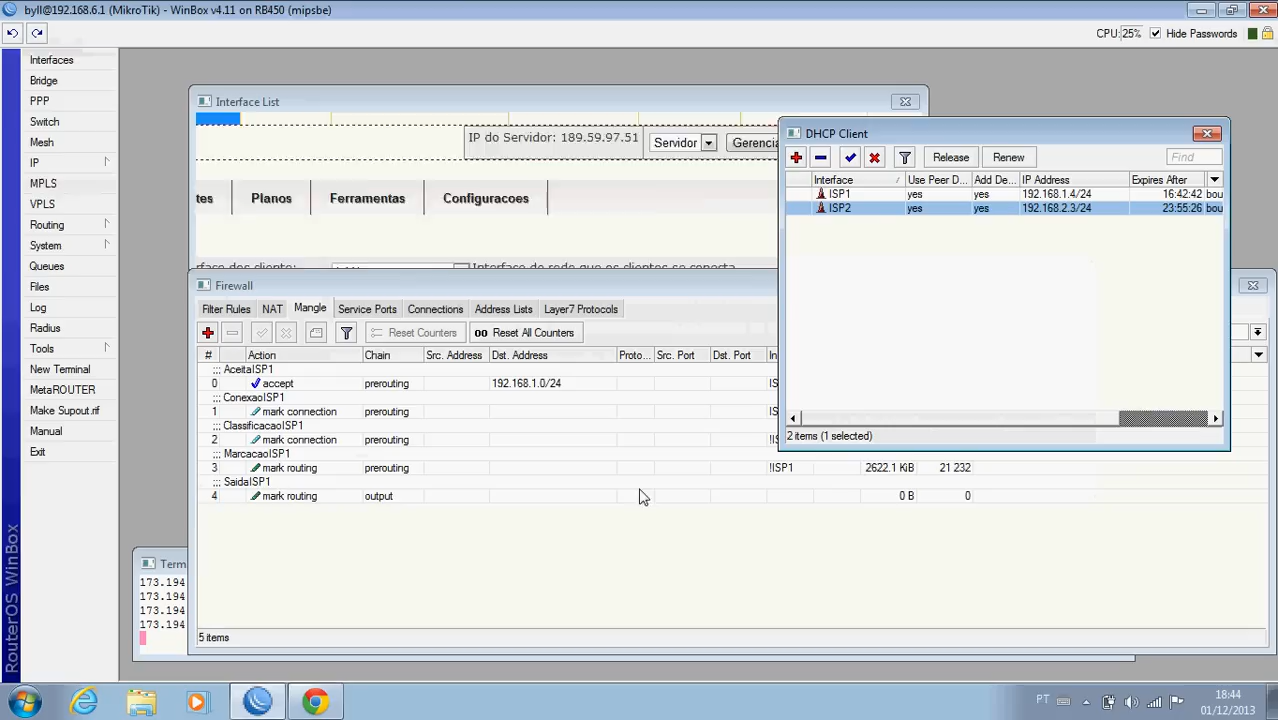 byll@192.168.6.1 (MikroTik) - WinBox v4.11 on RB450 (mipsbe)
CPU: 25% Hide Passwords
Interfaces
Bridge
PPP
Switch
Mesh
IP
MPLS
VPLS
Routing
System
Queues
Files
Log
Radius
Tools
New Terminal
MetaROUTER
Make Supout.rif
Manual
Exit
RouterOS WinBox
Interface List
IP do Servidor: 189.59.97.51 Servidor Gerencia
tes Planos Ferramentas Configuracoes
DHCP Client
Release Renew Find
Interface Use Peer D... Add De... IP Address Expires After
ISP1 yes yes 192.168.1.4/24 16:42:42 bou
ISP2 yes yes 192.168.2.3/24 23:55:26 bou
2 items (1 selected)
Firewall
Filter Rules NAT Mangle Service Ports Connections Address Lists Layer7 Protocols
Reset Counters 00 Reset All Counters
# Action Chain Src. Address Dst. Address Proto... Src. Port Dst. Port In
;;; AceitaISP1
0 accept prerouting 192.168.1.0/24 IS
;;; ConexaoISP1
1 mark connection prerouting IS
;;; ClassificacaoISP1
2 mark connection prerouting !IS
;;; MarcacaoISP1
3 mark routing prerouting !ISP1 2622.1 KiB 21 232
;;; SaidaISP1
4 mark routing output 0 B 0
5 items
Term
173.194
173.194
173.194
173.194
PT 18:44
01/12/2013